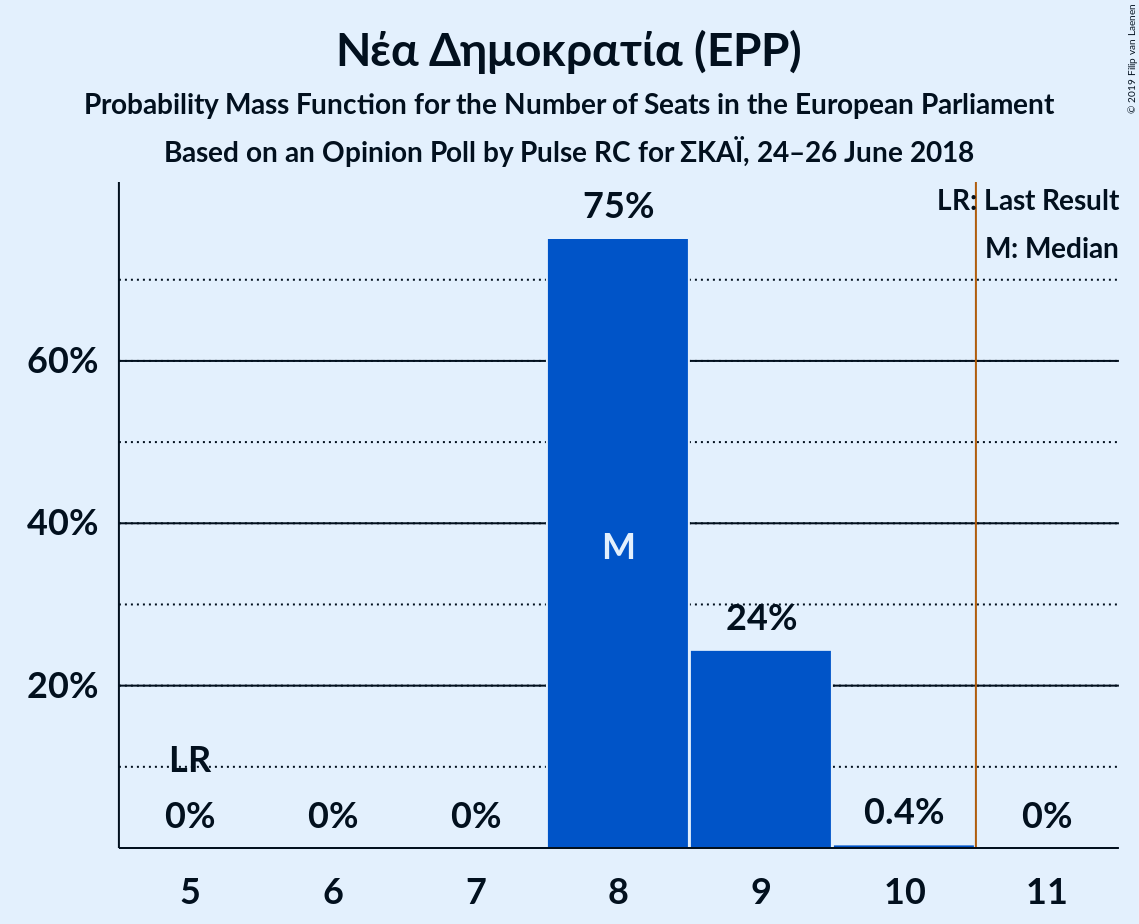 Νέα Δημοκρατία (EPP)
Probability Mass Function for the Number of Seats in the European Parliament
Based on an Opinion Poll by Pulse RC for ΣΚΑΪ, 24–26 June 2018
© 2019 Filip van Laenen
LR: Last Result
M: Median
75%
60%
40%
M
24%
20%
LR
0% 0% 0% 0.4% 0%
5 6 7 8 9 10 11